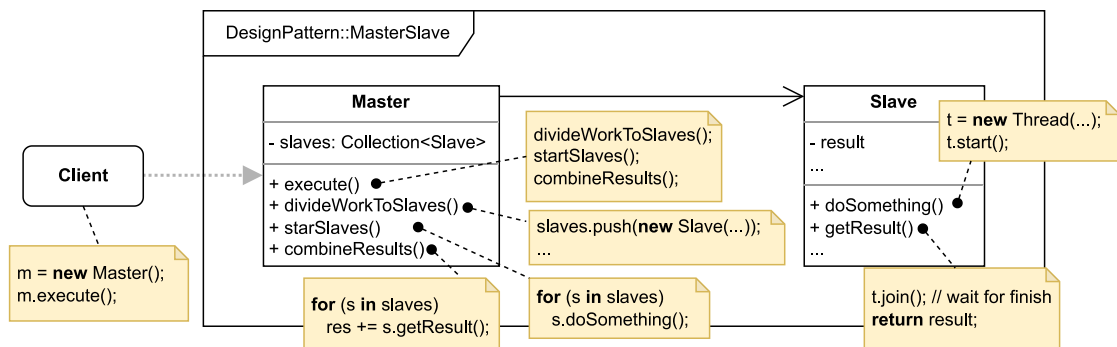 DesignPattern::MasterSlave
Master
- slaves: Collection<Slave>
+ execute()
+ divideWorkToSlaves()
+ starSlaves()
+ combineResults()
divideWorkToSlaves();
startSlaves();
combineResults();
slaves.push(new Slave(...));
...
for (s in slaves)
res += s.getResult();
for (s in slaves)
s.doSomething();
Slave
- result
...
+ doSomething()
+ getResult()
t = new Thread(...);
t.start();
t.join(); // wait for finish
return result;
Client
m = new Master();
m.execute();